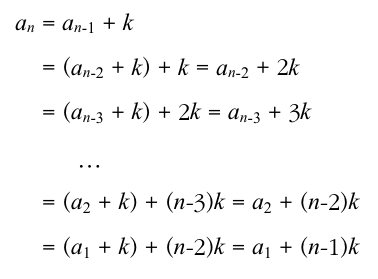 aₙ = aₙ₋₁ + k
= (aₙ₋₂ + k) + k = aₙ₋₂ + 2k
= (aₙ₋₃ + k) + 2k = aₙ₋₃ + 3k
...
= (a₂ + k) + (n-3)k = a₂ + (n-2)k
= (a₁ + k) + (n-2)k = a₁ + (n-1)k